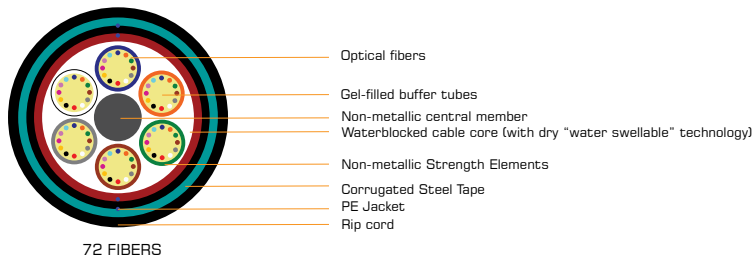 Optical fibers
Gel-filled buffer tubes
Non-metallic central member
Waterblocked cable core (with dry “water swellable” technology)
Non-metallic Strength Elements
Corrugated Steel Tape
PE Jacket
Rip cord
72 FIBERS